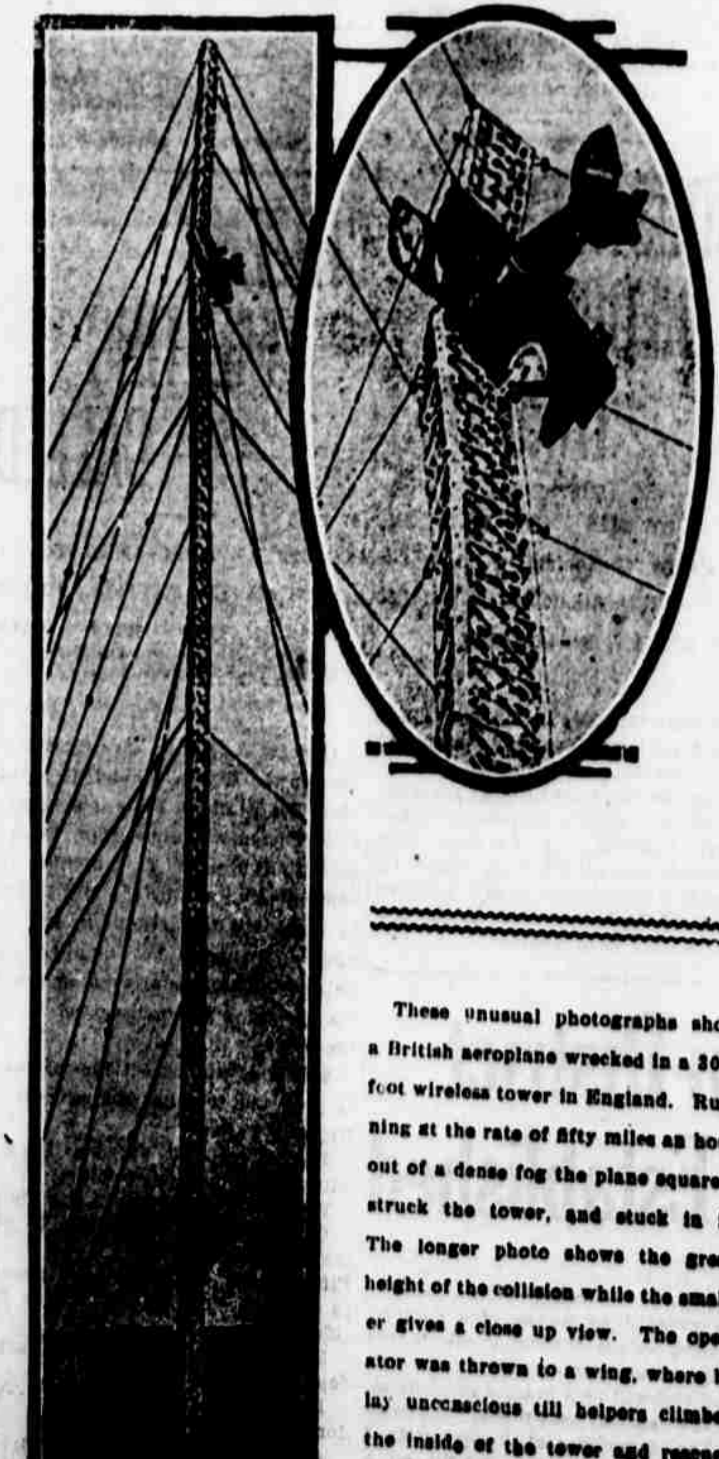 These unusual photographs sho
a British aeroplane wrecked in a 30
foot wireless tower in England. Ru
ning at the rate of fifty miles an ho
out of a dense fog the plane square
struck the tower, and stuck in
The longer photo shows the gre
height of the collision while the smal
er gives a close up view. The ope
ator was thrown to a wing, where
lay unconscious till helpers climbe
the inside of the tower and rescue